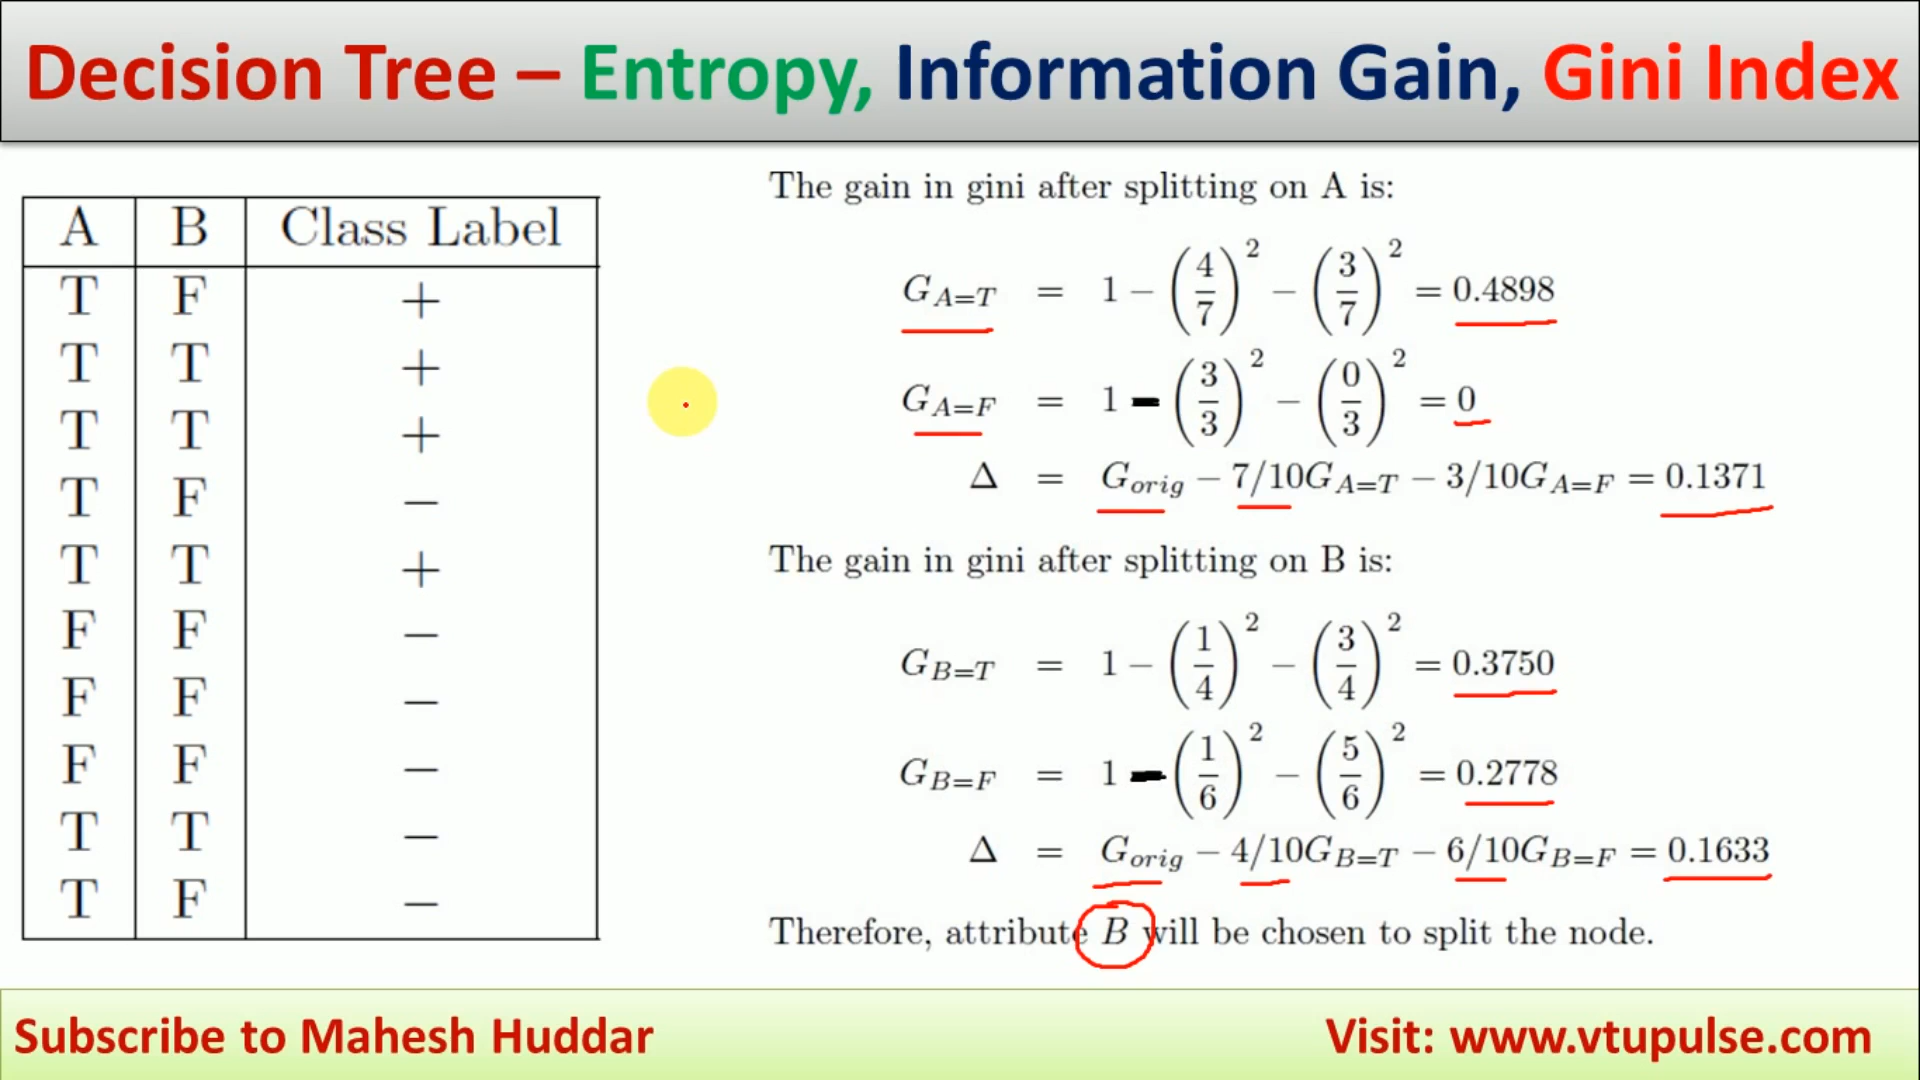 Decision Tree – Entropy, Information Gain, Gini Index
A B Class Label
T F +
T T +
T T +
T F −
T T +
F F −
F F −
F F −
T T −
T F −
The gain in gini after splitting on A is:
G_{A=T} = 1 − (4/7)^2 − (3/7)^2 = 0.4898
G_{A=F} = 1 - (3/3)^2 − (0/3)^2 = 0
Δ = G_{orig} − 7/10G_{A=T} − 3/10G_{A=F} = 0.1371
The gain in gini after splitting on B is:
G_{B=T} = 1 − (1/4)^2 − (3/4)^2 = 0.3750
G_{B=F} = 1 - (1/6)^2 − (5/6)^2 = 0.2778
Δ = G_{orig} − 4/10G_{B=T} − 6/10G_{B=F} = 0.1633
Therefore, attribute B will be chosen to split the node.
Subscribe to Mahesh Huddar
Visit: www.vtupulse.com